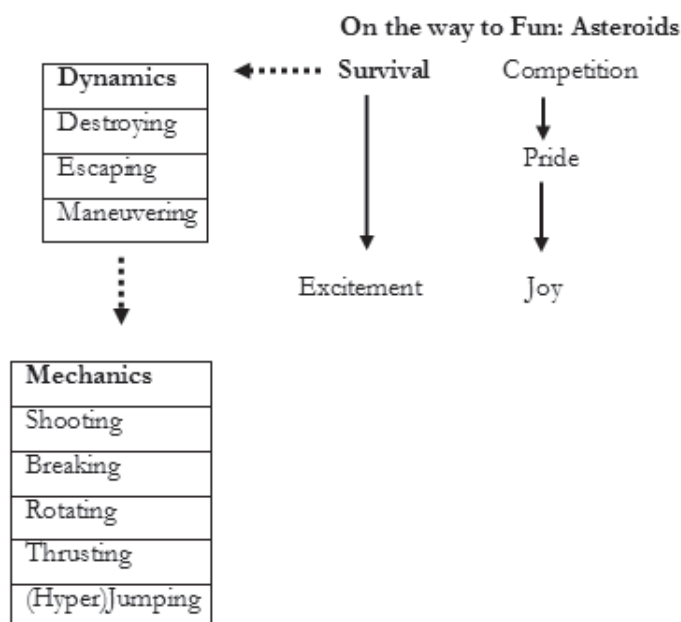 On the way to Fun: Asteroids
Dynamics
Survival
Competition
Destroying
Escaping
Maneuvering
Pride
Excitement
Joy
Mechanics
Shooting
Breaking
Rotating
Thrusting
(Hyper)Jumping